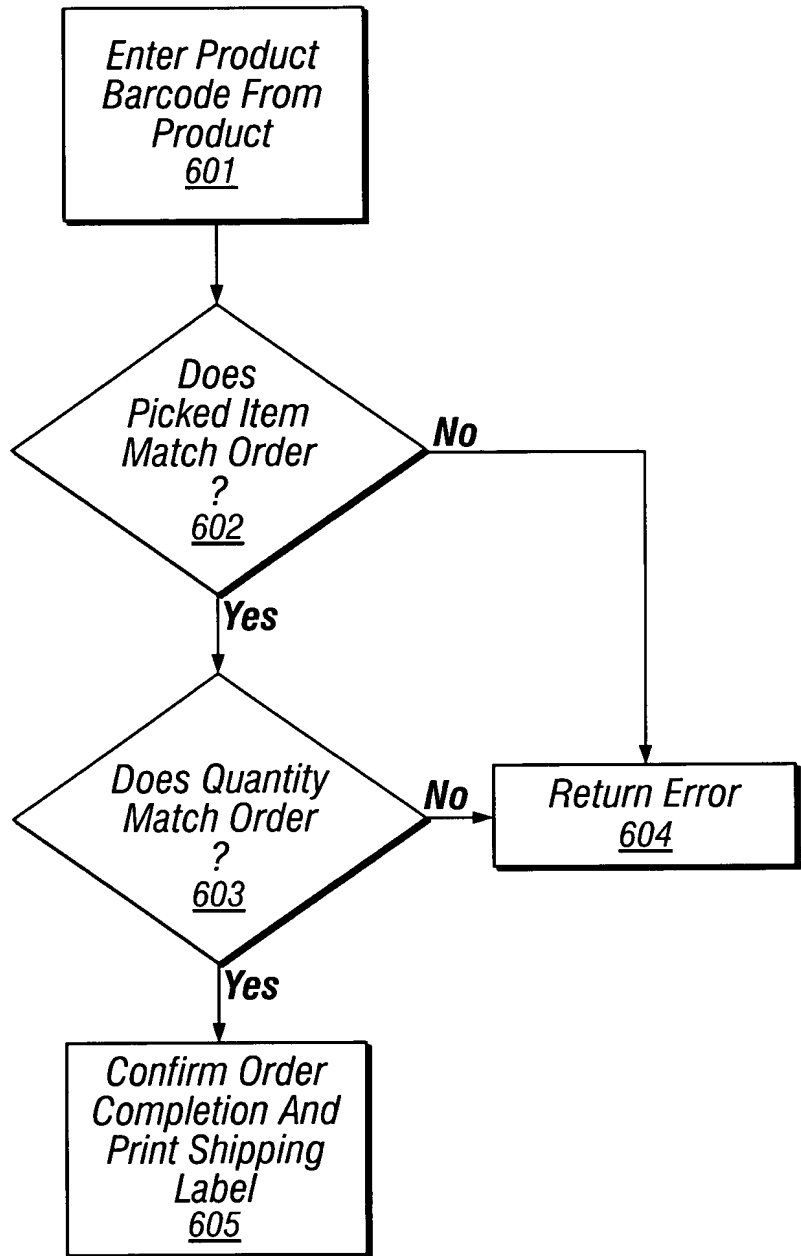 Enter Product
Barcode From
Product
601
Does
Picked Item
Match Order
?
602
No
Yes
Does Quantity
Match Order
?
603
No
Return Error
604
Yes
Confirm Order
Completion And
Print Shipping
Label
605